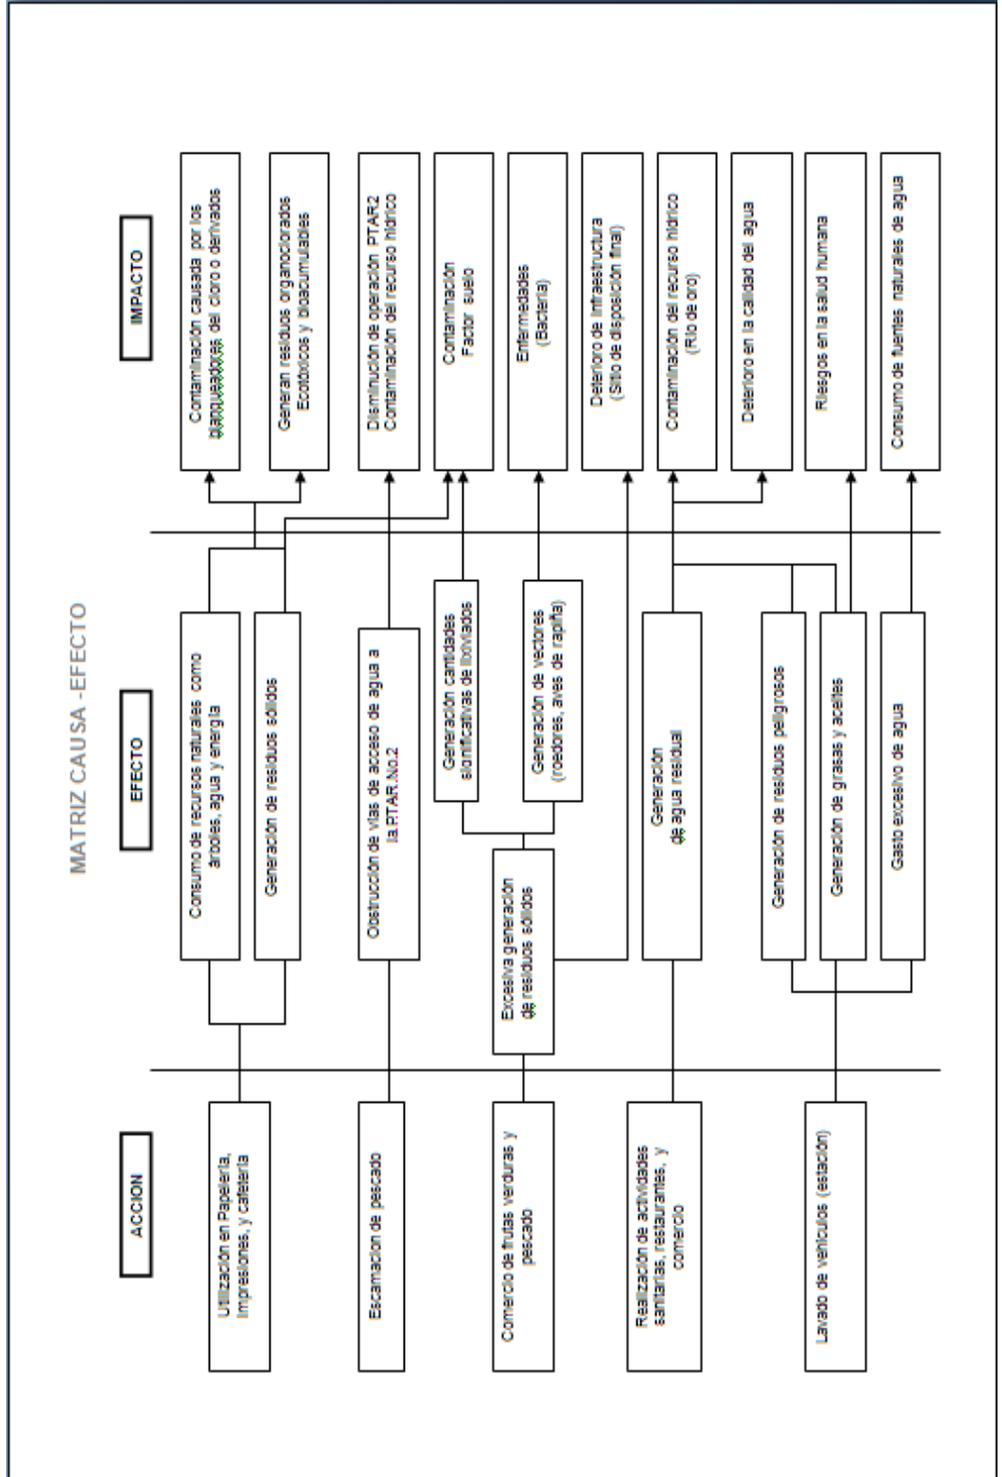 MATRIZ CAUSA -EFECTO
ACCION
EFECTO
IMPACTO
Utilización en Papelería,
Impresiones, y cafetería
Escamacion de pescado
Comercio de frutas verduras y
pescado
Realización de actividades
sanitarias, restaurantes, y
comercio
Lavado de vehículos (estación)
Consumo de recursos naturales como
árboles, agua y energía
Generación de residuos sólidos
Obstrucción de vías de acceso de agua a
la PTAR No.2
Excesiva generación
de residuos sólidos
Generación cantidades
significativas de lixiviados
Generación de vectores
(roedores, aves de rapiña)
Generación
de agua residual
Generación de residuos peligrosos
Generación de grasas y aceites
Gasto excesivo de agua
Contaminación causada por los
blanqueadores del cloro o derivados
Generan residuos organoclorados
Ecotóxicos y bioacumulables
Disminución de operación PTAR2
Contaminación del recurso hídrico
Contaminación
Factor suelo
Enfermedades
(Bacteria)
Deterioro de Infraestructura
(Sitio de disposición final)
Contaminación del recurso hídrico
(Río de oro)
Deterioro en la calidad del agua
Riesgos en la salud humana
Consumo de fuentes naturales de agua